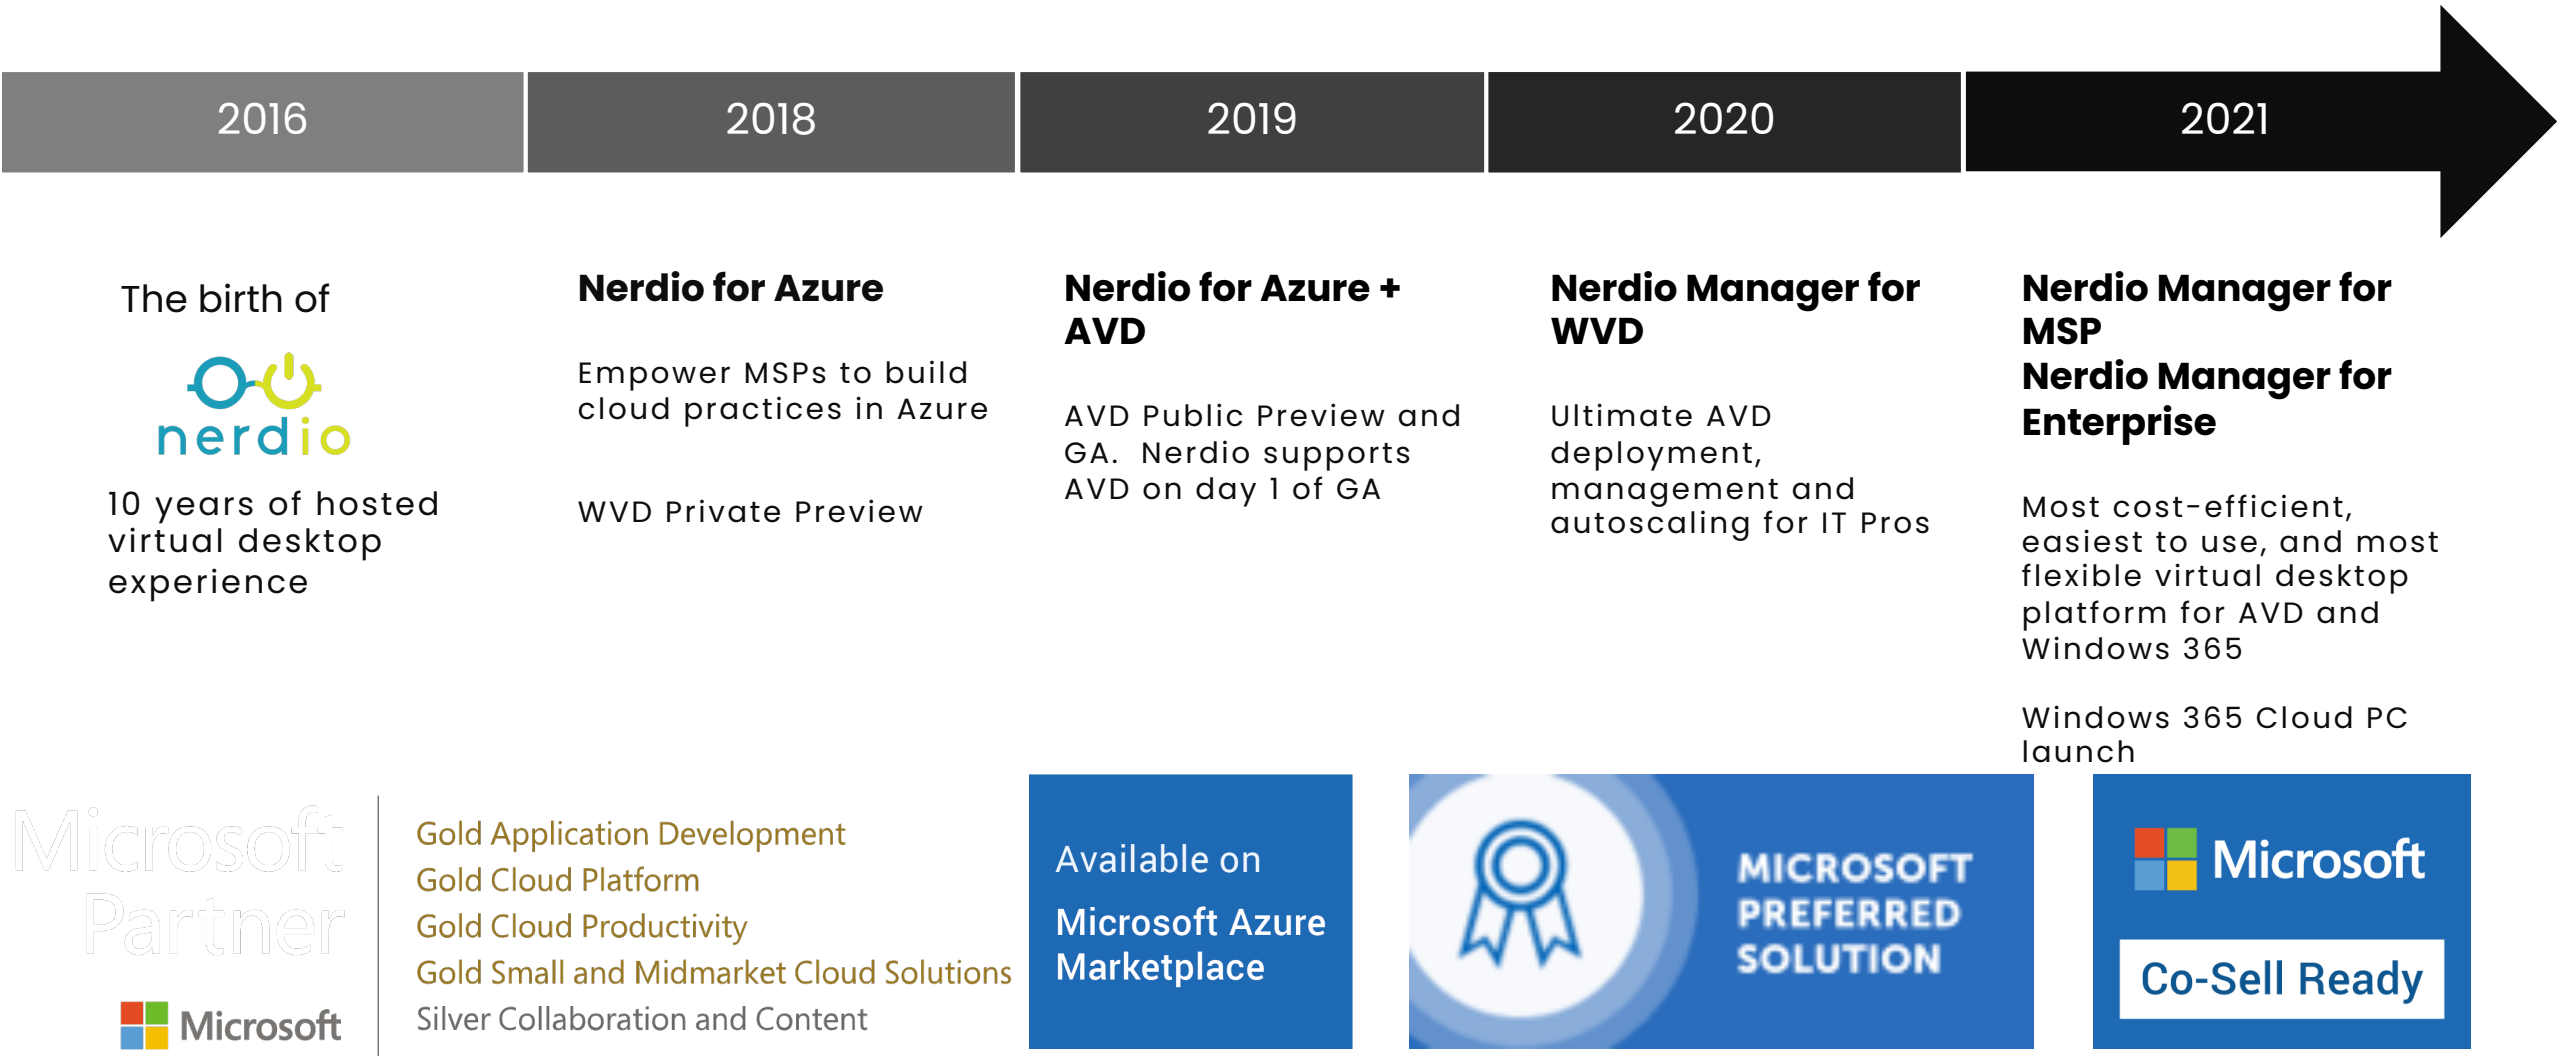 2016
2018
2019
2020
2021
The birth of
nerdio
10 years of hosted
virtual desktop
experience
Nerdio for Azure
Empower MSPs to build
cloud practices in Azure
WVD Private Preview
Nerdio for Azure +
AVD
AVD Public Preview and
GA.  Nerdio supports
AVD on day 1 of GA
Nerdio Manager for
WVD
Ultimate AVD
deployment,
management and
autoscaling for IT Pros
Nerdio Manager for
MSP
Nerdio Manager for
Enterprise
Most cost-efficient,
easiest to use, and most
flexible virtual desktop
platform for AVD and
Windows 365
Windows 365 Cloud PC
launch
Microsoft
Partner
Microsoft
Gold Application Development
Gold Cloud Platform
Gold Cloud Productivity
Gold Small and Midmarket Cloud Solutions
Silver Collaboration and Content
Available on
Microsoft Azure
Marketplace
MICROSOFT
PREFERRED
SOLUTION
Microsoft
Co-Sell Ready